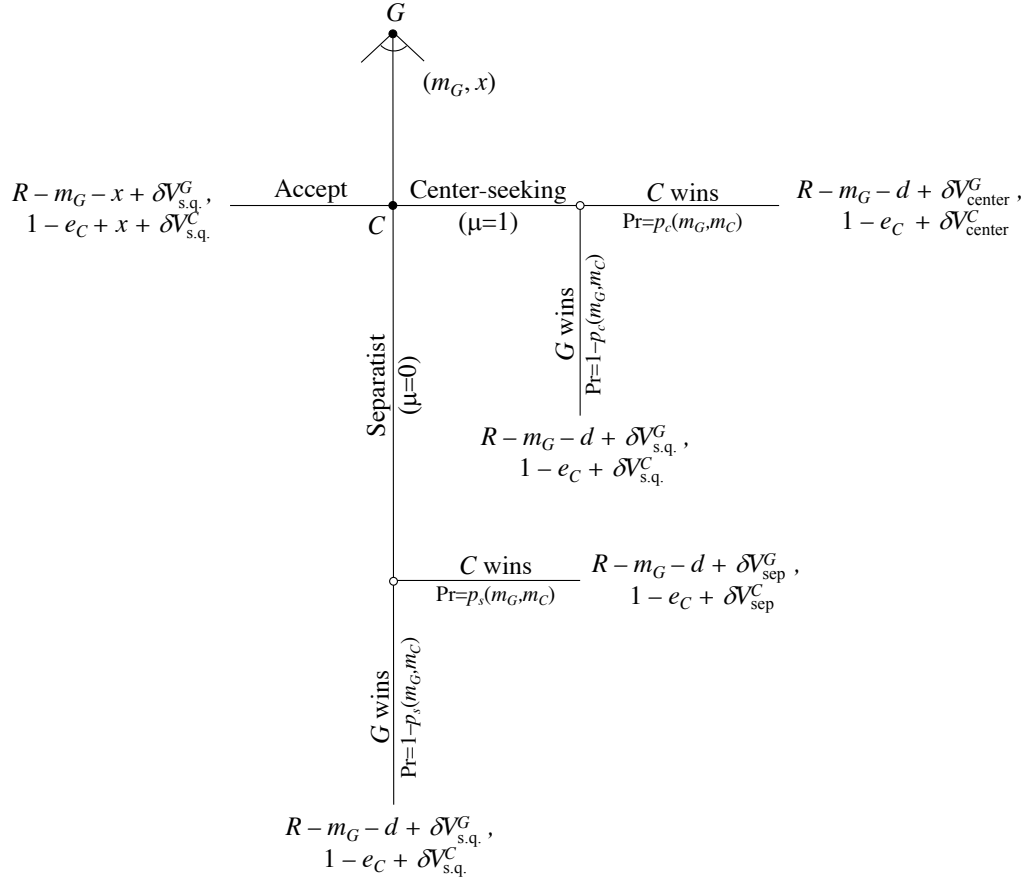 G
(m_G, x)
Accept
Center-seeking
(μ=1)
C
C wins
Pr=p_c(m_G,m_C)
R – m_G – x + δV^G_s.q. ,
1 – e_C + x + δV^C_s.q.
R – m_G – d + δV^G_center ,
1 – e_C + δV^C_center
G wins
Pr=1–p_c(m_G,m_C)
Separatist
(μ=0)
R – m_G – d + δV^G_s.q. ,
1 – e_C + δV^C_s.q.
C wins
Pr=p_s(m_G,m_C)
R – m_G – d + δV^G_sep ,
1 – e_C + δV^C_sep
G wins
Pr=1–p_s(m_G,m_C)
R – m_G – d + δV^G_s.q. ,
1 – e_C + δV^C_s.q.